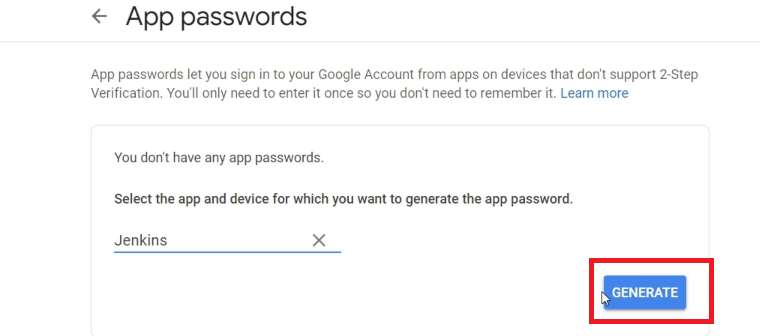 App passwords
App passwords let you sign in to your Google Account from apps on devices that don't support 2-Step
Verification. You'll only need to enter it once so you don't need to remember it. Learn more
You don't have any app passwords.
Select the app and device for which you want to generate the app password.
Jenkins
GENERATE